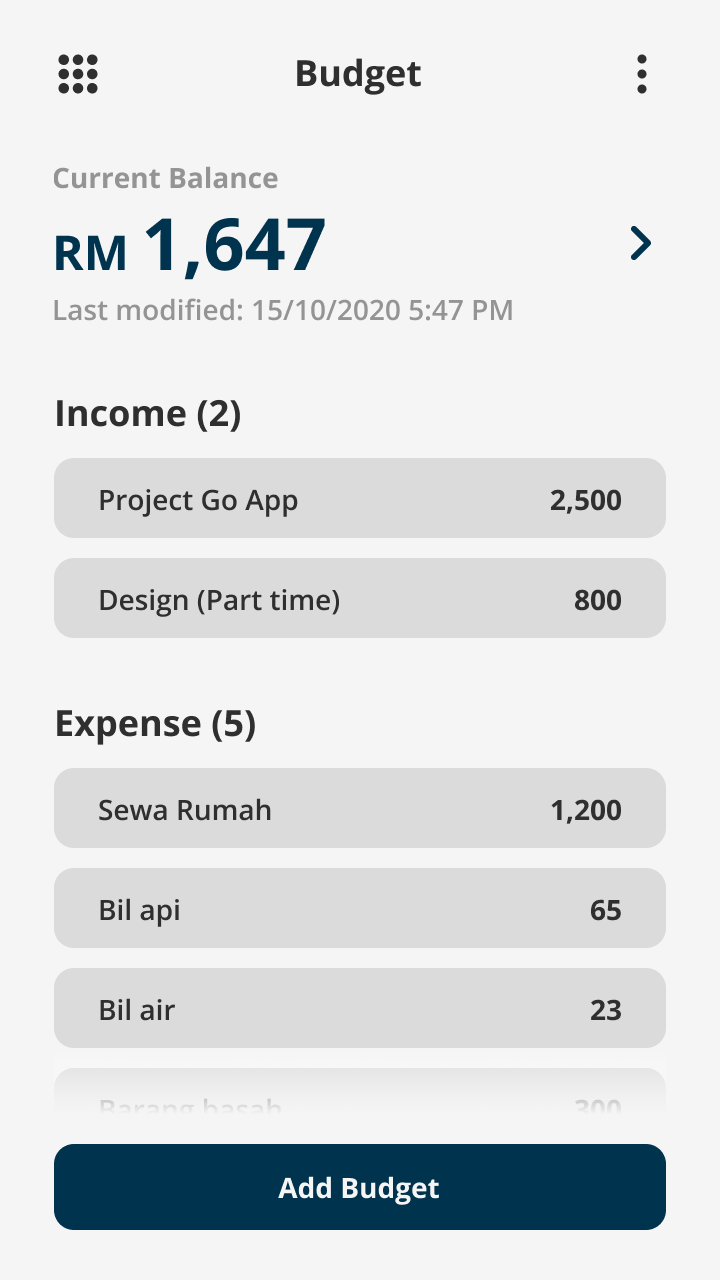 Budget
Current Balance
RM 1,647
Last modified: 15/10/2020 5:47 PM
Income (2)
Project Go App 2,500
Design (Part time) 800
Expense (5)
Sewa Rumah 1,200
Bil api 65
Bil air 23
Barang basah 300
Add Budget